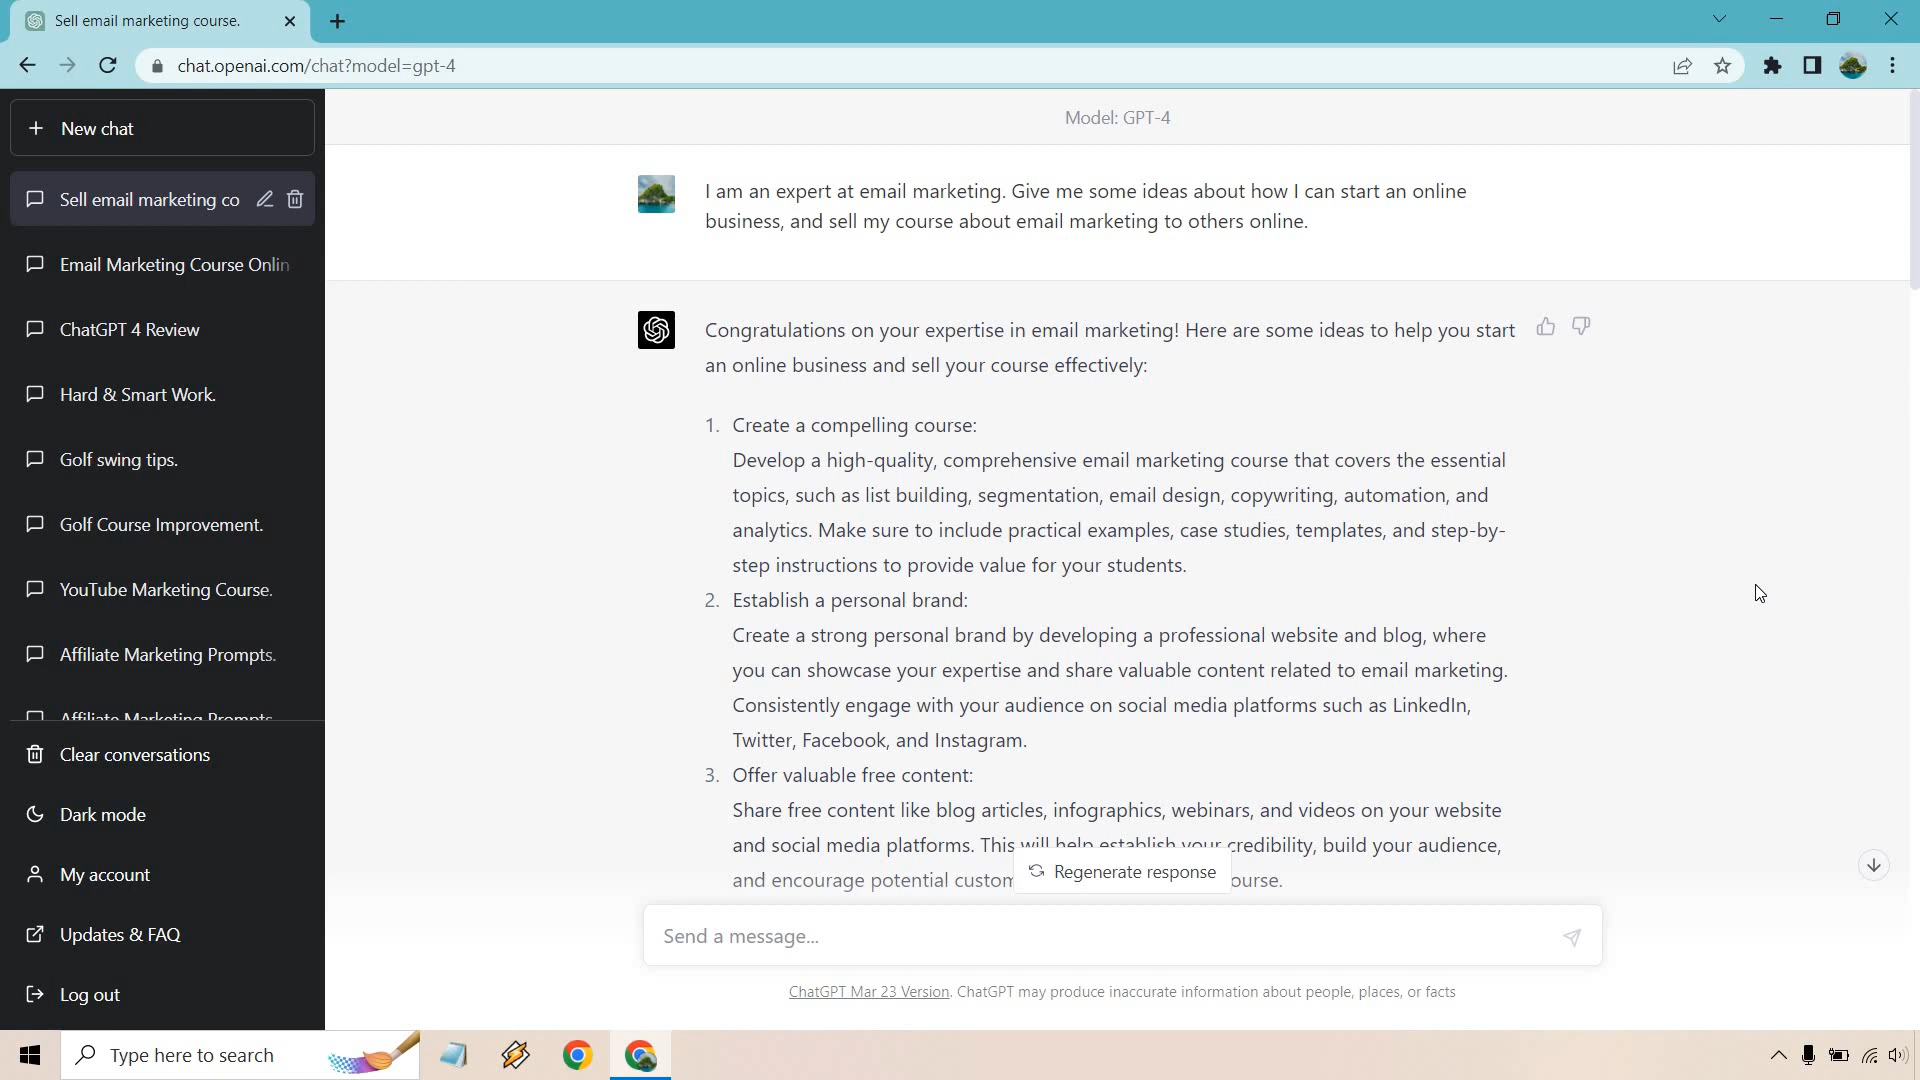 Sell email marketing course.
chat.openai.com/chat?model=gpt-4
New chat
Sell email marketing co
Email Marketing Course Onlin
ChatGPT 4 Review
Hard & Smart Work.
Golf swing tips.
Golf Course Improvement.
YouTube Marketing Course.
Affiliate Marketing Prompts.
Affiliate Marketing Prompts
Clear conversations
Dark mode
My account
Updates & FAQ
Log out
Model: GPT-4
I am an expert at email marketing. Give me some ideas about how I can start an online
business, and sell my course about email marketing to others online.
Congratulations on your expertise in email marketing! Here are some ideas to help you start
an online business and sell your course effectively:
1. Create a compelling course:
Develop a high-quality, comprehensive email marketing course that covers the essential
topics, such as list building, segmentation, email design, copywriting, automation, and
analytics. Make sure to include practical examples, case studies, templates, and step-by-
step instructions to provide value for your students.
2. Establish a personal brand:
Create a strong personal brand by developing a professional website and blog, where
you can showcase your expertise and share valuable content related to email marketing.
Consistently engage with your audience on social media platforms such as LinkedIn,
Twitter, Facebook, and Instagram.
3. Offer valuable free content:
Share free content like blog articles, infographics, webinars, and videos on your website
and social media platforms. This will help establish your credibility, build your audience,
and encourage potential custom ourse.
Regenerate response
Send a message...
ChatGPT Mar 23 Version. ChatGPT may produce inaccurate information about people, places, or facts
Type here to search